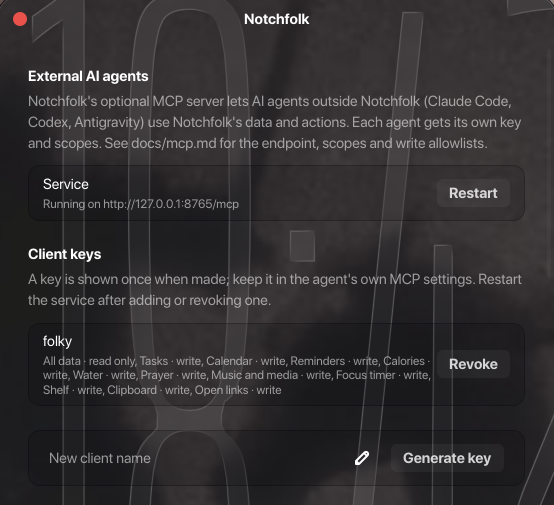 Notchfolk
External AI agents
Notchfolk's optional MCP server lets AI agents outside Notchfolk (Claude Code,
Codex, Antigravity) use Notchfolk's data and actions. Each agent gets its own key
and scopes. See docs/mcp.md for the endpoint, scopes and write allowlists.
Service
Running on http://127.0.0.1:8765/mcp
Restart
Client keys
A key is shown once when made; keep it in the agent's own MCP settings. Restart
the service after adding or revoking one.
folky
All data · read only, Tasks · write, Calendar · write, Reminders · write, Calories ·
write, Water · write, Prayer · write, Music and media · write, Focus timer · write,
Shelf · write, Clipboard · write, Open links · write
Revoke
New client name
Generate key